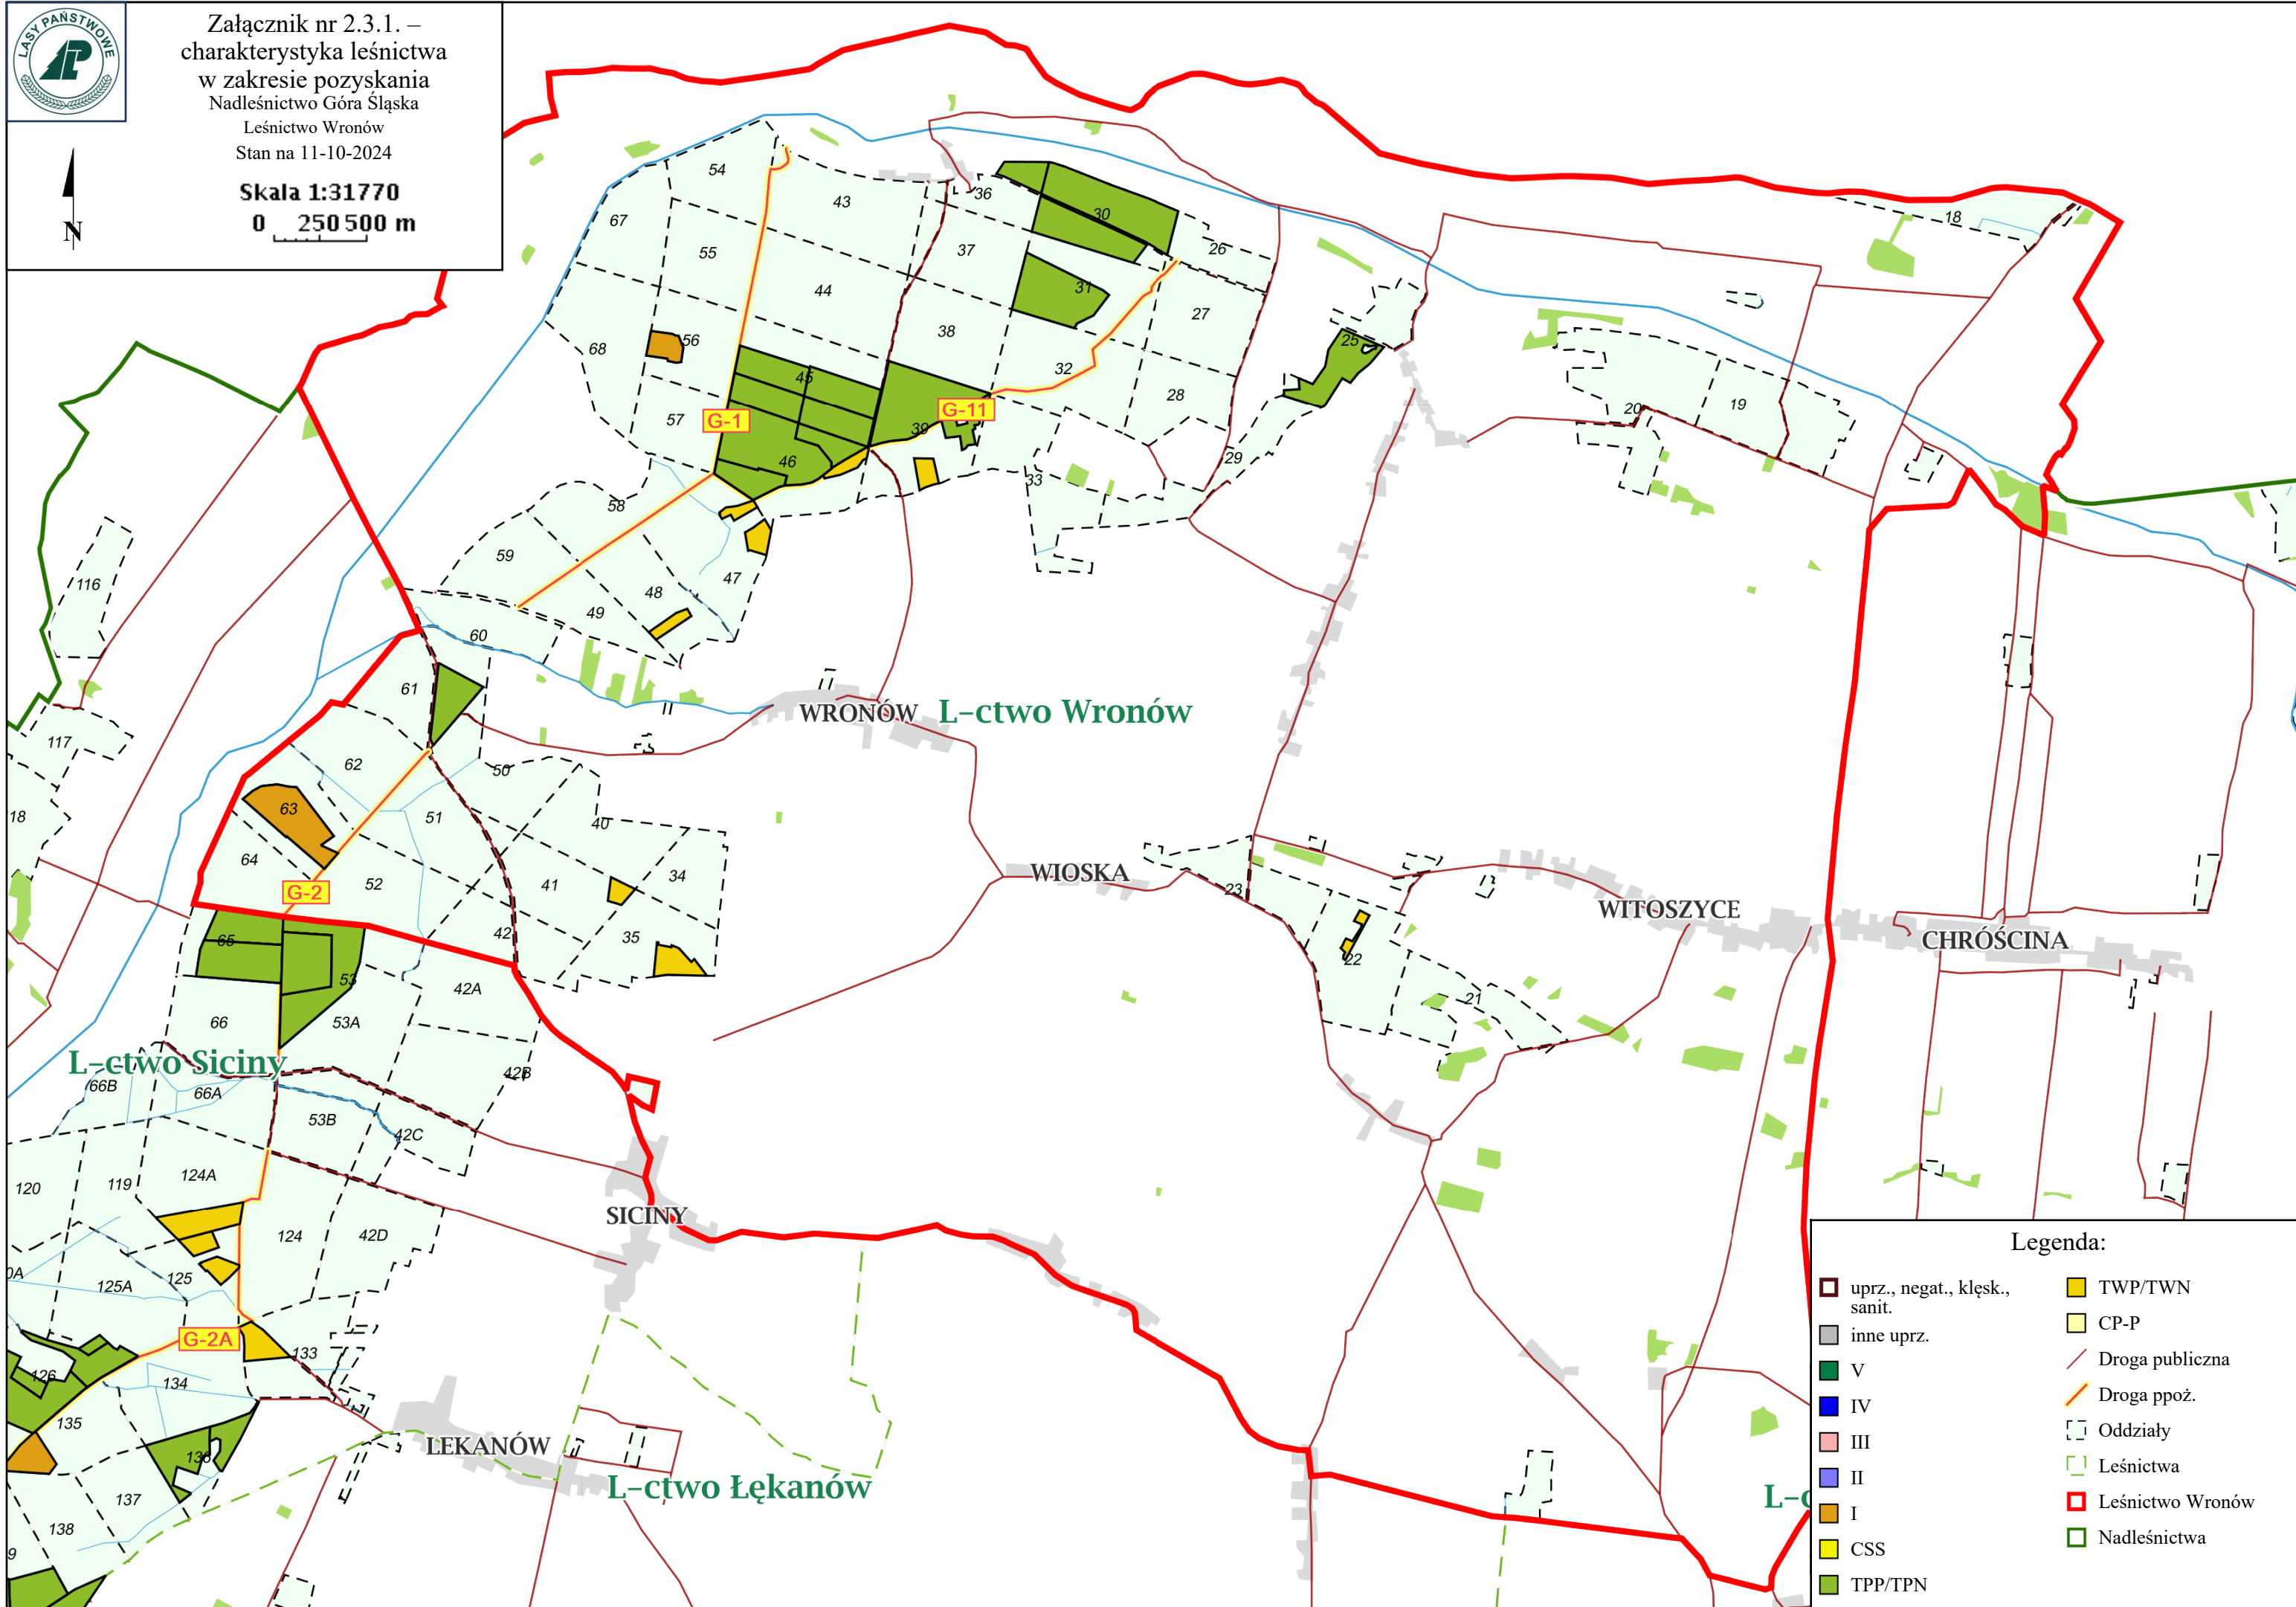 LASY PAŃSTWOWE
Załącznik nr 2.3.1. –
charakterystyka leśnictwa
w zakresie pozyskania
Nadleśnictwo Góra Śląska
Leśnictwo Wronów
Stan na 11-10-2024
Skala 1:31770
0 250 500 m
N
54
43
36
30
18
67
55
37
26
44
31
27
38
68
56
32
25
45
28
20
19
57
G-1
G-11
39
46
29
33
58
59
47
48
49
116
60
61
WRONÓW
L-ctwo Wronów
117
62
50
63
51
18
40
64
41
34
52
G-2
WIOSKA
23
WITOSZYCE
CHRÓŚCINA
65
42
35
22
53
42A
21
66
53A
L-ctwo Siciny
66B
66A
42B
53B
42C
120
119
124A
SICINY
124
42D
0A
125A
125
G-2A
133
126
134
135
LEKANÓW
136
L-ctwo Łękanów
137
138
9
L-c
Legenda:
uprz., negat., klęsk.,
sanit.
inne uprz.
V
IV
III
II
I
CSS
TPP/TPN
TWP/TWN
CP-P
Droga publiczna
Droga ppoż.
Oddziały
Leśnictwa
Leśnictwo Wronów
Nadleśnictwa